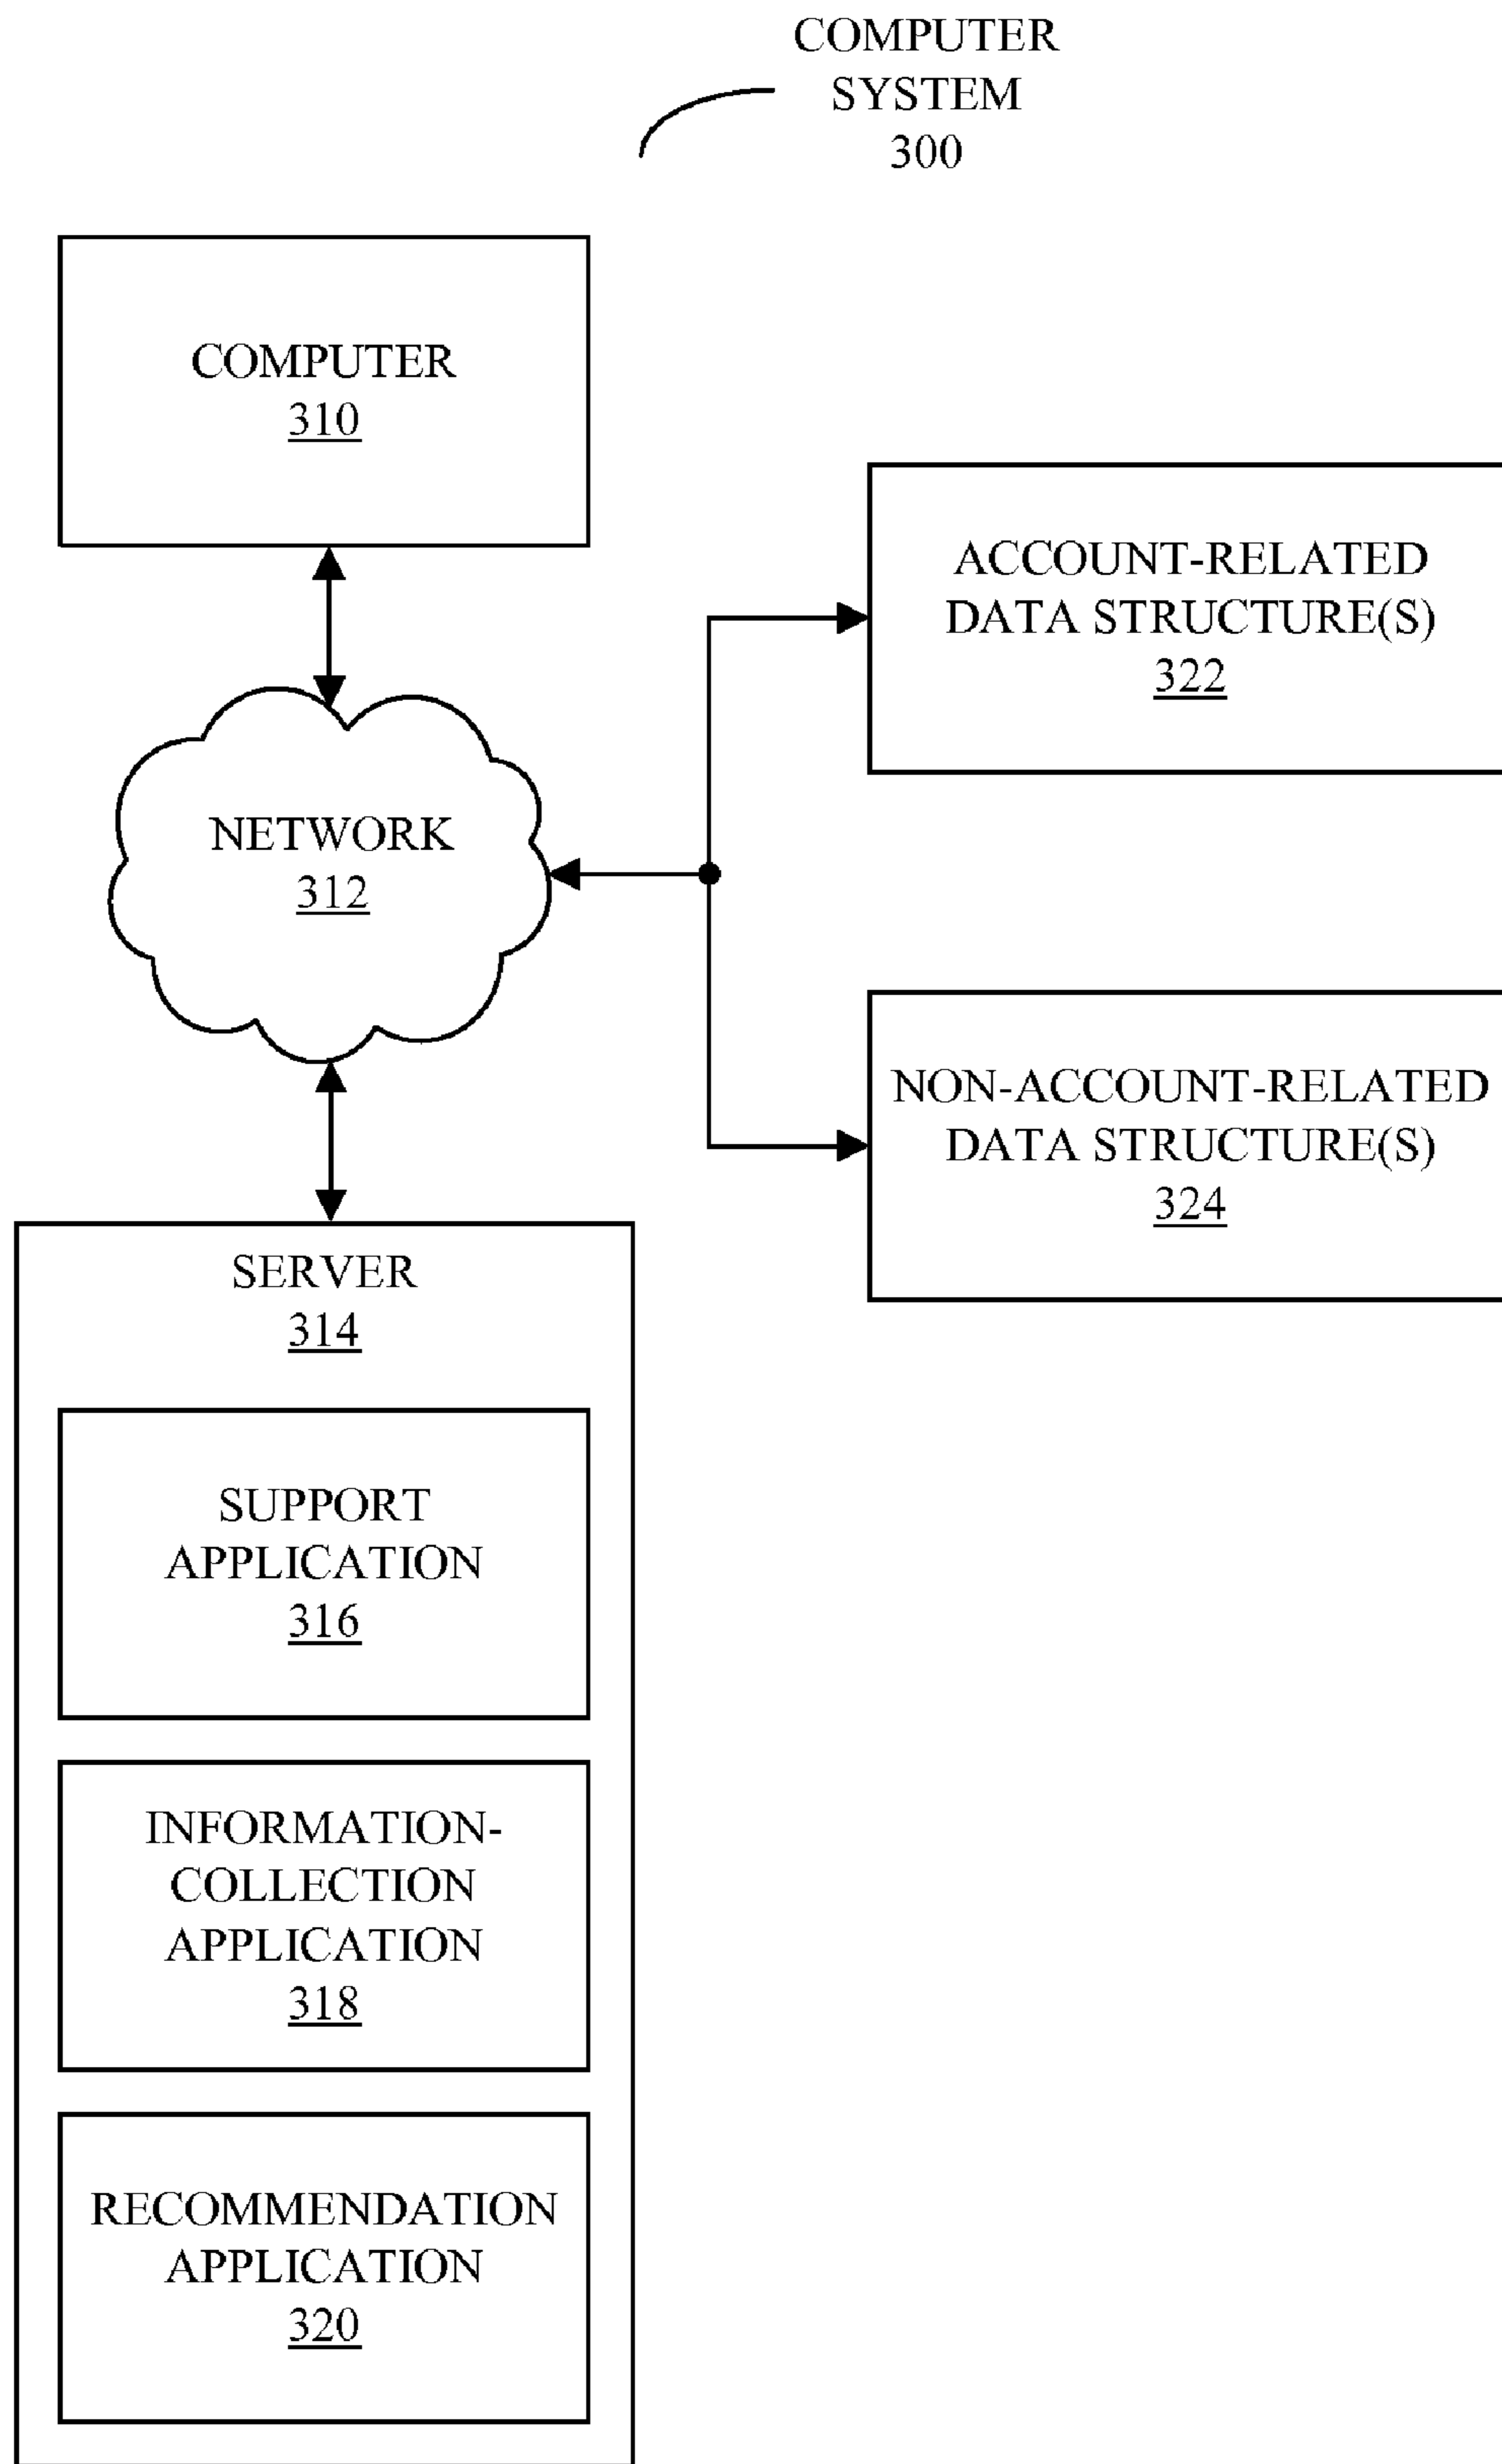 COMPUTER
SYSTEM
300
COMPUTER
310
ACCOUNT-RELATED
DATA STRUCTURE(S)
322
NETWORK
312
NON-ACCOUNT-RELATED
DATA STRUCTURE(S)
324
SERVER
314
SUPPORT
APPLICATION
316
INFORMATION-
COLLECTION
APPLICATION
318
RECOMMENDATION
APPLICATION
320